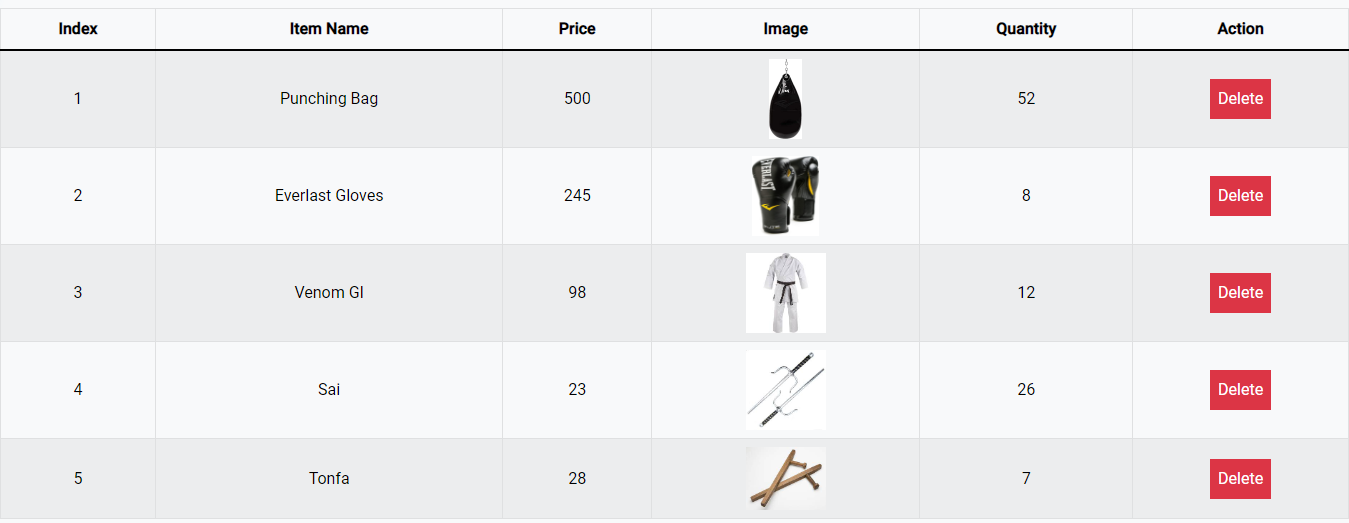 Index Item Name Price Image Quantity Action
1 Punching Bag 500 52 Delete
2 Everlast Gloves 245 EVERLAST 8 Delete
3 Venom GI 98 12 Delete
4 Sai 23 26 Delete
5 Tonfa 28 7 Delete